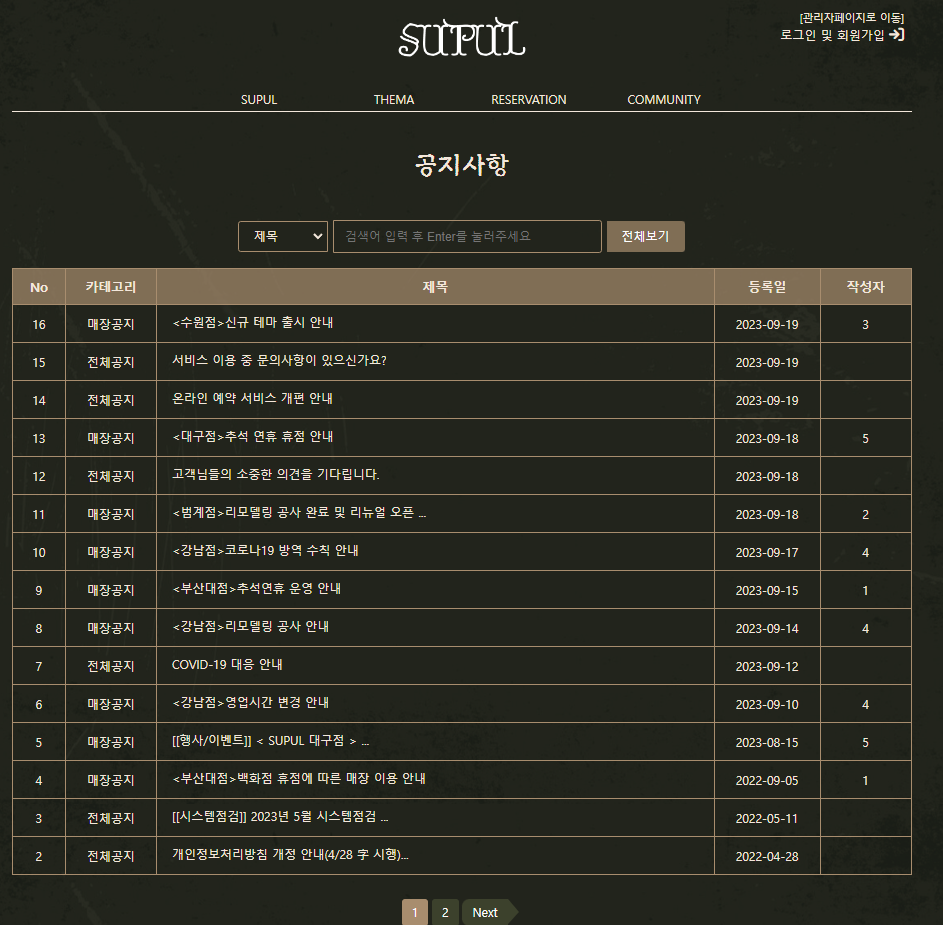 [관리자페이지로 이동]
SUPUL
로그인 및 회원가입
SUPUL THEMA RESERVATION COMMUNITY
공지사항
제목 검색어 입력 후 Enter를 눌러주세요 전체보기
No 카테고리 제목 등록일 작성자
16 매장공지 <수원점>신규 테마 출시 안내 2023-09-19 3
15 전체공지 서비스 이용 중 문의사항이 있으신가요? 2023-09-19
14 전체공지 온라인 예약 서비스 개편 안내 2023-09-19
13 매장공지 <대구점>추석 연휴 휴점 안내 2023-09-18 5
12 전체공지 고객님들의 소중한 의견을 기다립니다. 2023-09-18
11 매장공지 <범계점>리모델링 공사 완료 및 리뉴얼 오픈 ... 2023-09-18 2
10 매장공지 <강남점>코로나19 방역 수칙 안내 2023-09-17 4
9 매장공지 <부산대점>추석연휴 운영 안내 2023-09-15 1
8 매장공지 <강남점>리모델링 공사 안내 2023-09-14 4
7 전체공지 COVID-19 대응 안내 2023-09-12
6 매장공지 <강남점>영업시간 변경 안내 2023-09-10 4
5 매장공지 [[행사/이벤트]] < SUPUL 대구점 > ... 2023-08-15 5
4 매장공지 <부산대점>백화점 휴점에 따른 매장 이용 안내 2022-09-05 1
3 전체공지 [[시스템점검]] 2023년 5월 시스템점검 ... 2022-05-11
2 전체공지 개인정보처리방침 개정 안내(4/28 字 시행)... 2022-04-28
1 2 Next